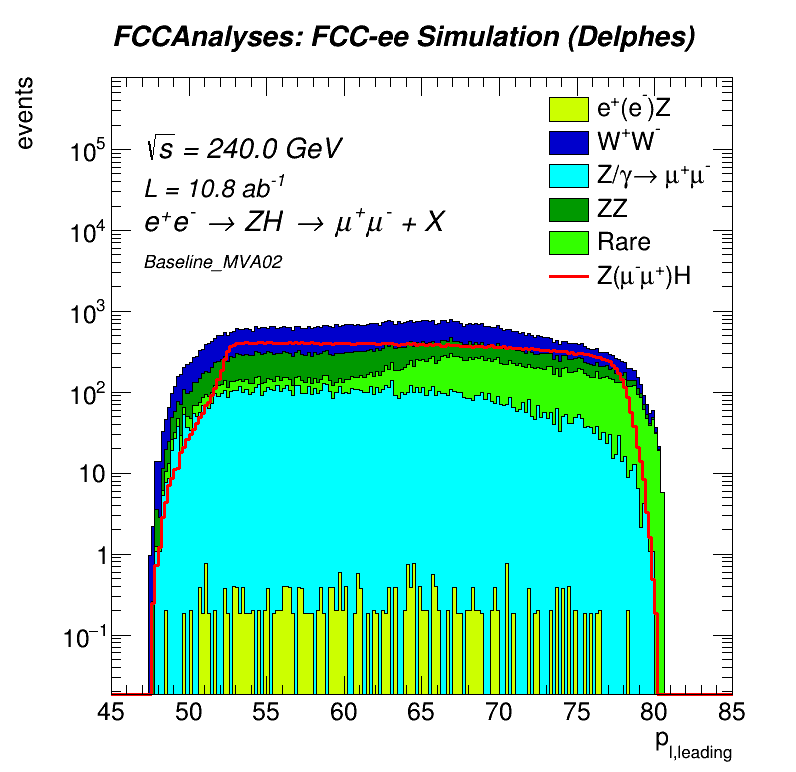 FCCAnalyses: FCC-ee Simulation (Delphes)
events
√s = 240.0 GeV
L = 10.8 ab⁻¹
e⁺e⁻ → ZH → μ⁺μ⁻ + X
Baseline_MVA02
e⁺(e⁻)Z
W⁺W⁻
Z/γ→ μ⁺μ⁻
ZZ
Rare
Z(μ⁻μ⁺)H
10⁵
10⁴
10³
10²
10
1
10⁻¹
45 50 55 60 65 70 75 80 85
p_l,leading